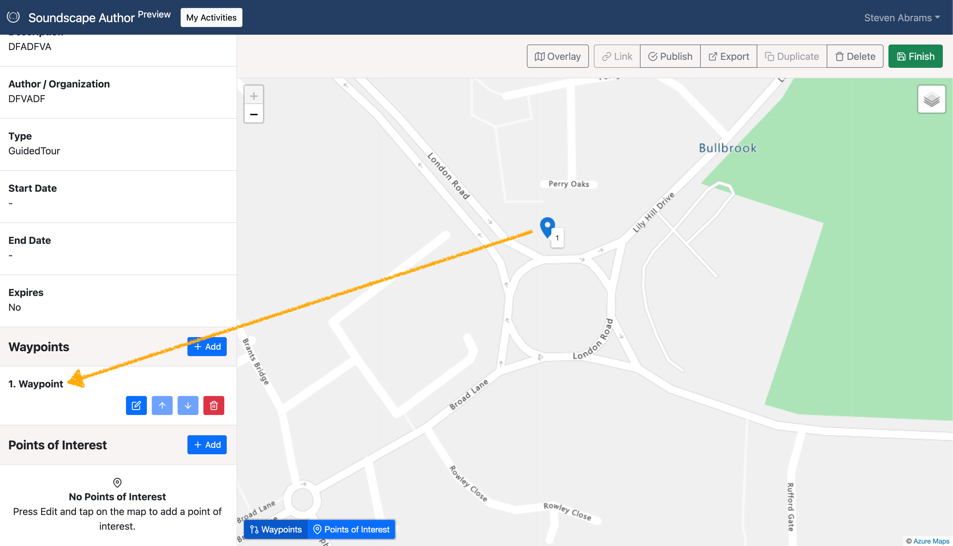 Soundscape Author Preview
My Activities
Steven Abrams
Description
DFADFVA
Author / Organization
DFVADF
Type
GuidedTour
Start Date
-
End Date
-
Expires
No
Waypoints
+ Add
1. Waypoint
Points of Interest
+ Add
No Points of Interest
Press Edit and tap on the map to add a point of
interest.
Overlay
Link
Publish
Export
Duplicate
Delete
Finish
+
−
Bullbrook
London Road
Perry Oaks
Lily Hill Drive
1
London Road
Brants Bridge
Broad Lane
Rowley Close
Rowley Close
Rufford Gate
Broad Lane
Waypoints
Points of Interest
© Azure Maps